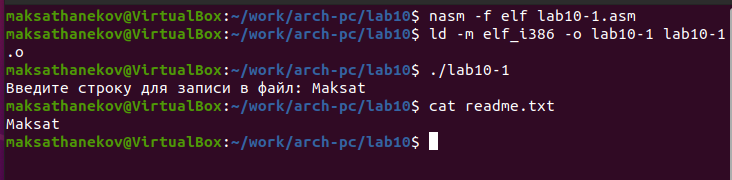 maksathanekov@VirtualBox:~/work/arch-pc/lab10$ nasm -f elf lab10-1.asm
maksathanekov@VirtualBox:~/work/arch-pc/lab10$ ld -m elf_i386 -o lab10-1 lab10-1
.o
maksathanekov@VirtualBox:~/work/arch-pc/lab10$ ./lab10-1
Введите строку для записи в файл: Maksat
maksathanekov@VirtualBox:~/work/arch-pc/lab10$ cat readme.txt
Maksat
maksathanekov@VirtualBox:~/work/arch-pc/lab10$